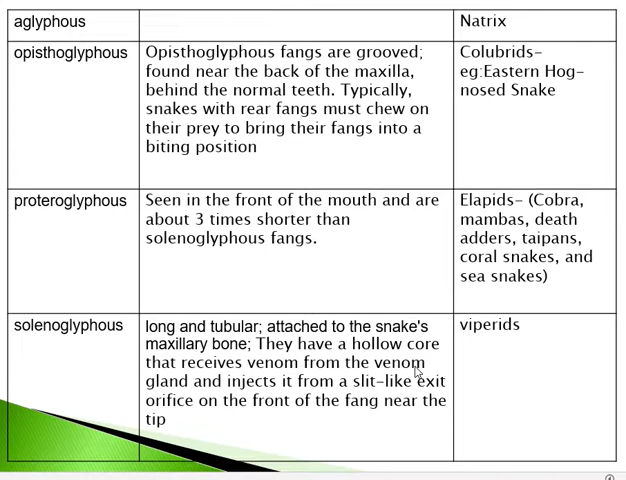 aglyphous
Natrix
opisthoglyphous
Opisthoglyphous fangs are grooved;
found near the back of the maxilla,
behind the normal teeth. Typically,
snakes with rear fangs must chew on
their prey to bring their fangs into a
biting position
Colubrids-
eg:Eastern Hog-
nosed Snake
proteroglyphous
Seen in the front of the mouth and are
about 3 times shorter than
solenoglyphous fangs.
Elapids- (Cobra,
mambas, death
adders, taipans,
coral snakes, and
sea snakes)
solenoglyphous
long and tubular; attached to the snake's
maxillary bone; They have a hollow core
that receives venom from the venom
gland and injects it from a slit-like exit
orifice on the front of the fang near the
tip
viperids